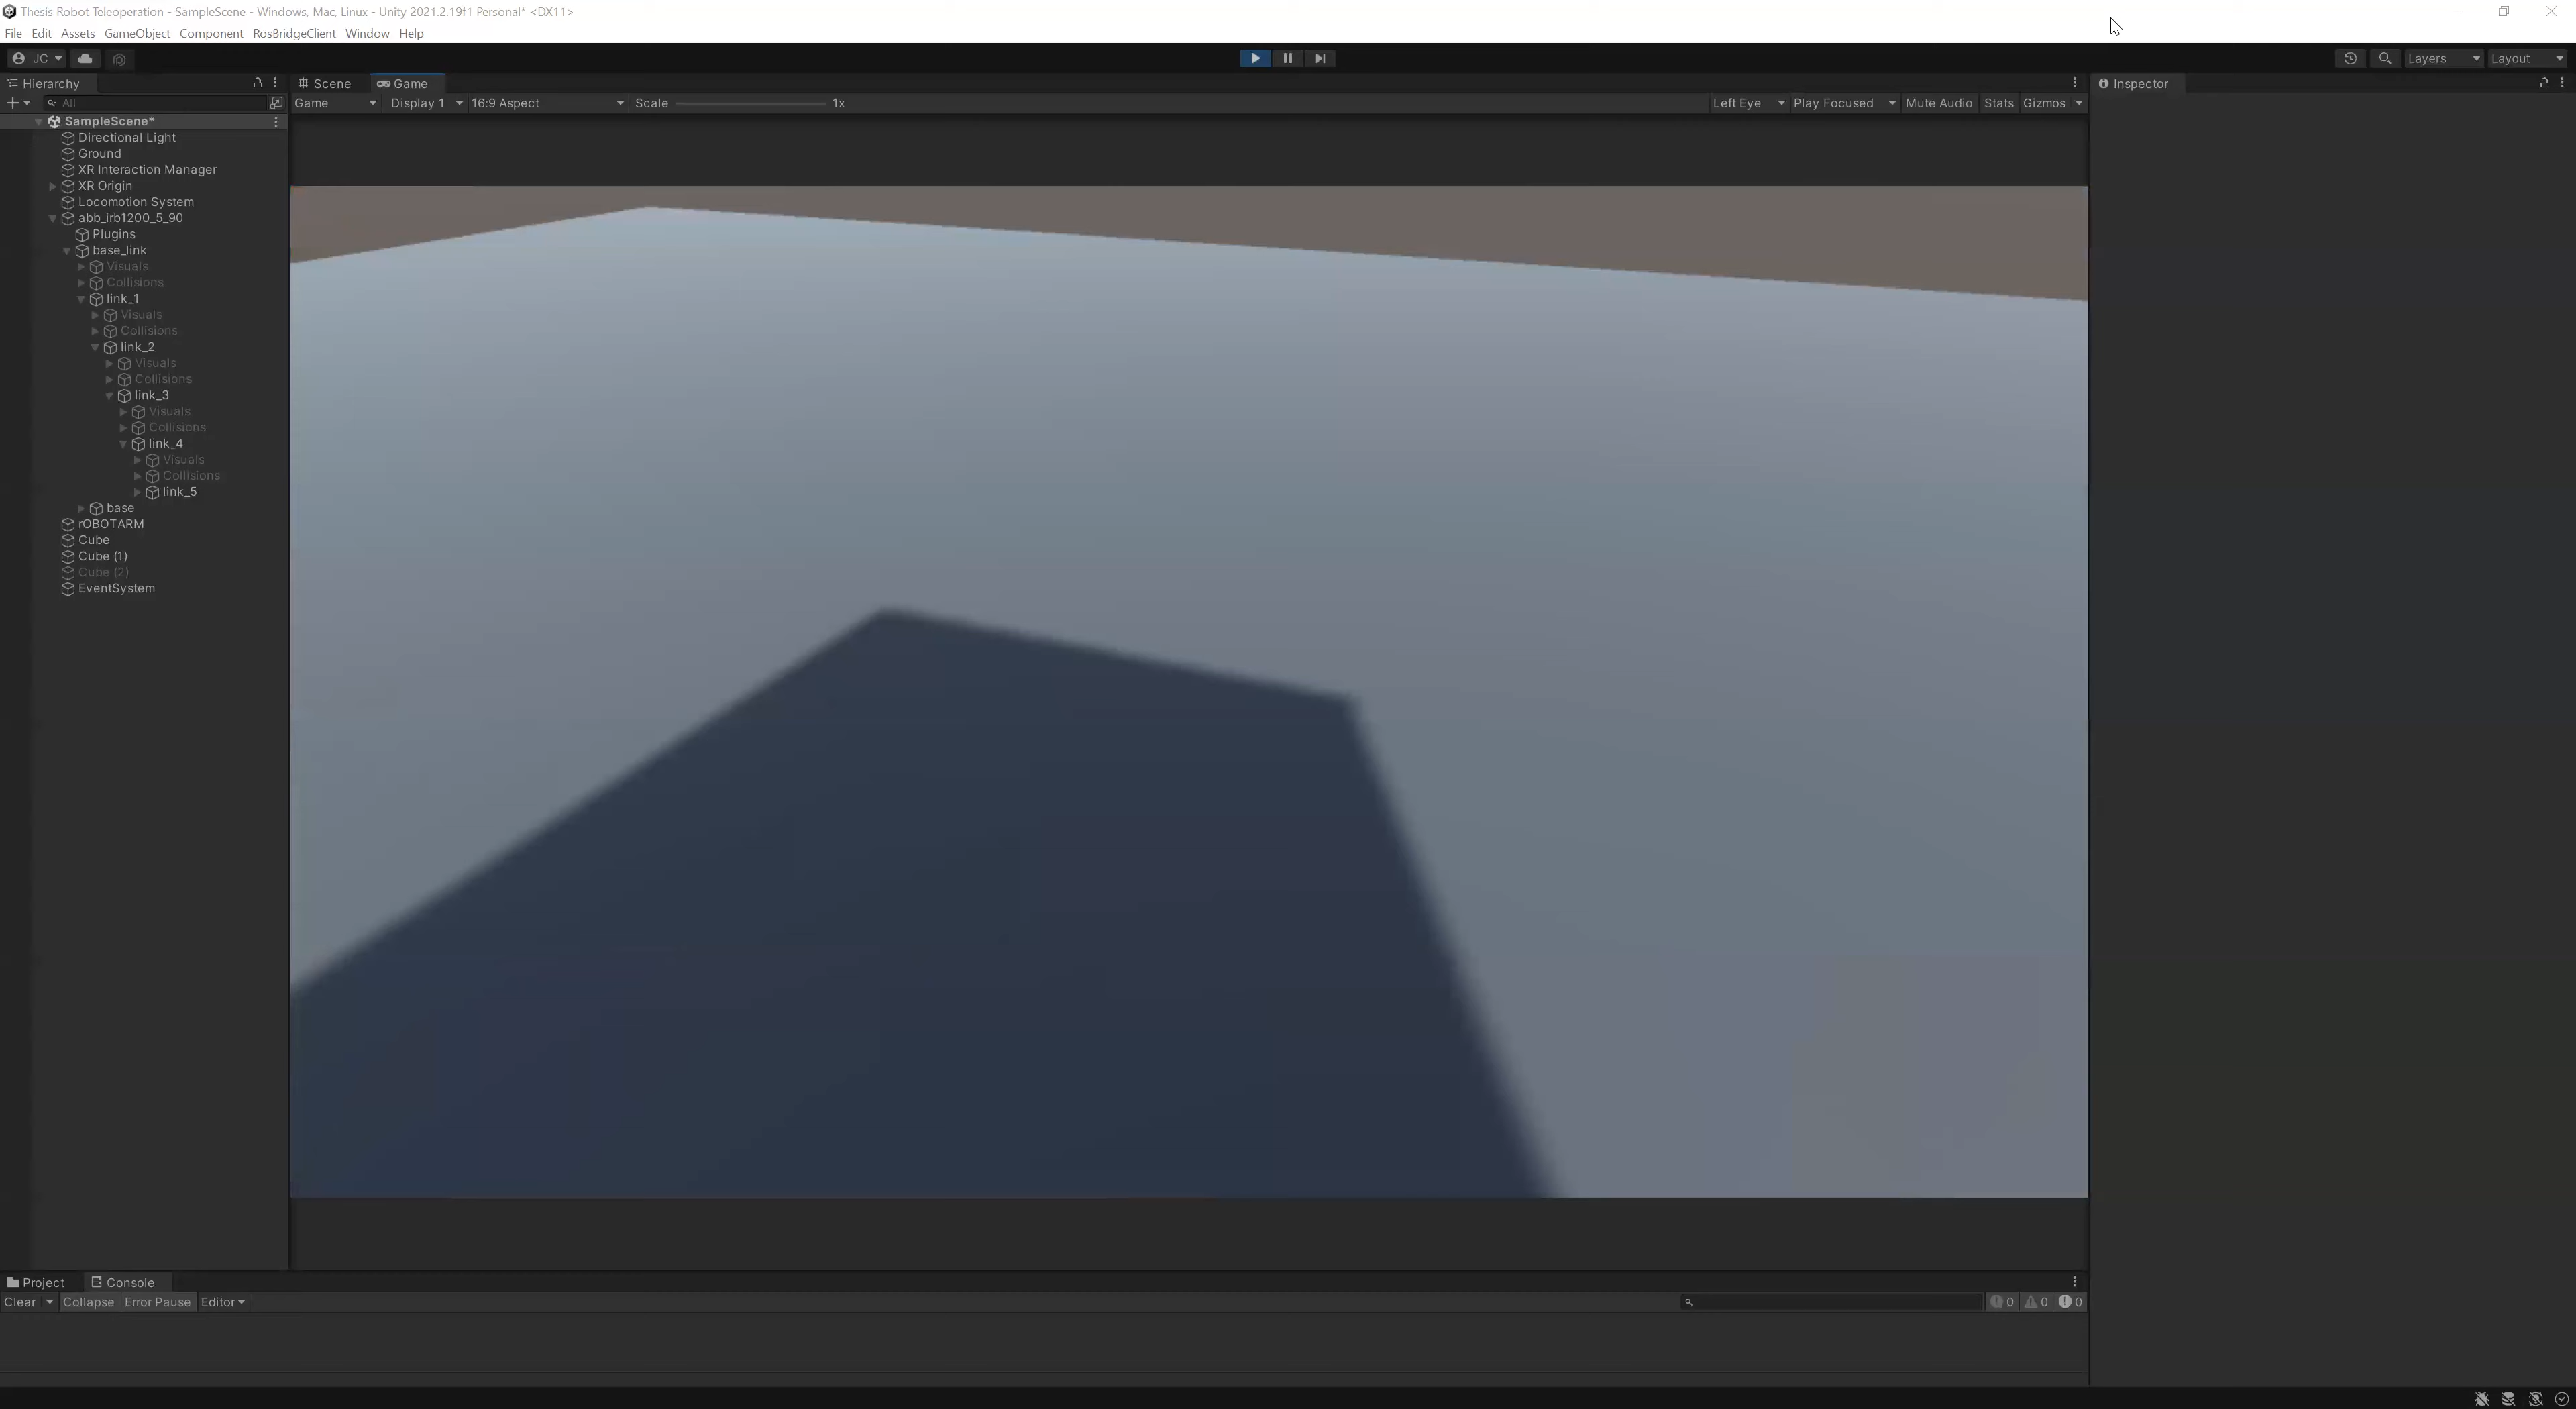 Thesis Robot Teleoperation - SampleScene - Windows, Mac, Linux - Unity 2021.2.19f1 Personal* <DX11>
File Edit Assets GameObject Component RosBridgeClient Window Help
JC Layers Layout
Hierarchy Scene Game Inspector
All Game Display 1 16:9 Aspect Scale 1x Left Eye Play Focused Mute Audio Stats Gizmos
SampleScene*
Directional Light
Ground
XR Interaction Manager
XR Origin
Locomotion System
abb_irb1200_5_90
Plugins
base_link
Visuals
Collisions
link_1
Visuals
Collisions
link_2
Visuals
Collisions
link_3
Visuals
Collisions
link_4
Visuals
Collisions
link_5
base
rOBOTARM
Cube
Cube (1)
Cube (2)
EventSystem
Project Console
Clear Collapse Error Pause Editor 0 0 0